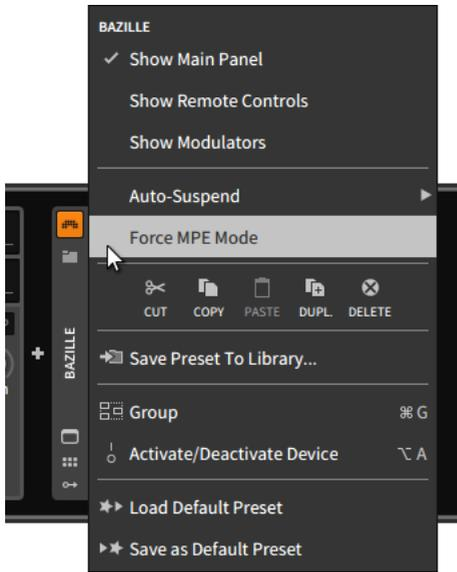 BAZILLE
Show Main Panel
Show Remote Controls
Show Modulators
Auto-Suspend
Force MPE Mode
CUT COPY PASTE DUPL. DELETE
Save Preset To Library...
Group ⌘ G
Activate/Deactivate Device ⌥ A
Load Default Preset
Save as Default Preset
BAZILLE